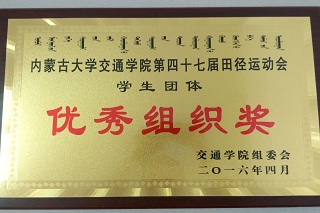 内蒙古大学交通学院第四十七届田径运动会
学生团体
优秀组织奖
交通学院组委会
二〇一六年四月